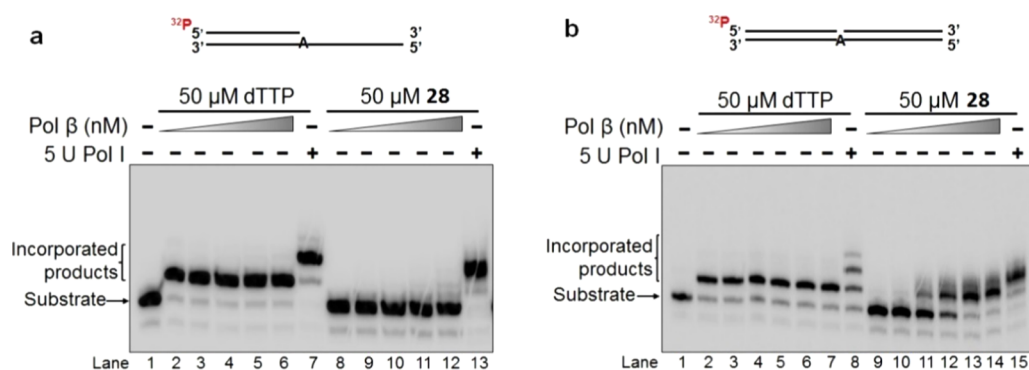 a
32P
5' 3'
3' A 5'
50 µM dTTP 50 µM 28
Pol β (nM) – – –
5 U Pol I – – – – – – + – – – – – +
Incorporated
products
Substrate
Lane 1 2 3 4 5 6 7 8 9 10 11 12 13
b
32P
5' 3'
3' A 5'
50 µM dTTP 50 µM 28
Pol β (nM) – – –
5 U Pol I – – – – – – – + – – – – – – +
Incorporated
products
Substrate
Lane 1 2 3 4 5 6 7 8 9 10 11 12 13 14 15